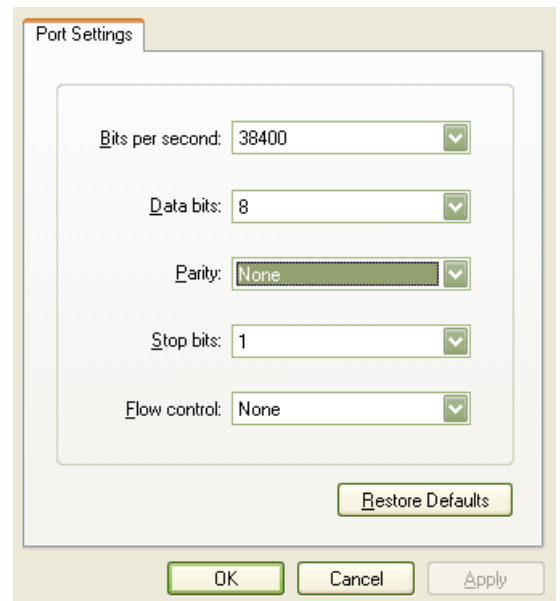 Port Settings
Bits per second: 38400
Data bits: 8
Parity: None
Stop bits: 1
Flow control: None
Restore Defaults
OK Cancel Apply